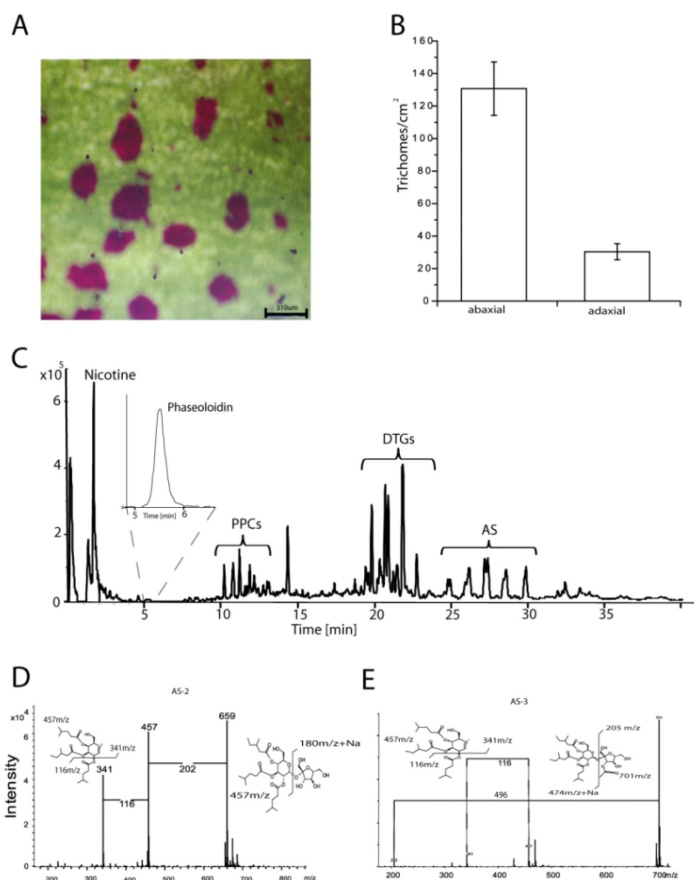 A
310um
B
160
140
120
100
80
60
40
20
0
Trichomes/cm²
abaxial
adaxial
C
x10⁵
6
4
2
0
Nicotine
Phaseoloidin
5
Time [min]
6
PPCs
DTGs
AS
5
10
15
20
25
30
35
Time [min]
D
AS-2
x10⁴
6
4
2
0
Intensity
457m/z
341m/z
116m/z
341
116
457
202
659
180m/z+Na
457m/z
OH
HO
200
400
600
800
m/z
E
AS-3
457m/z
341m/z
116m/z
116
496
205 m/z
701m/z
474m/z+Na
200
300
400
500
600
700
m/z